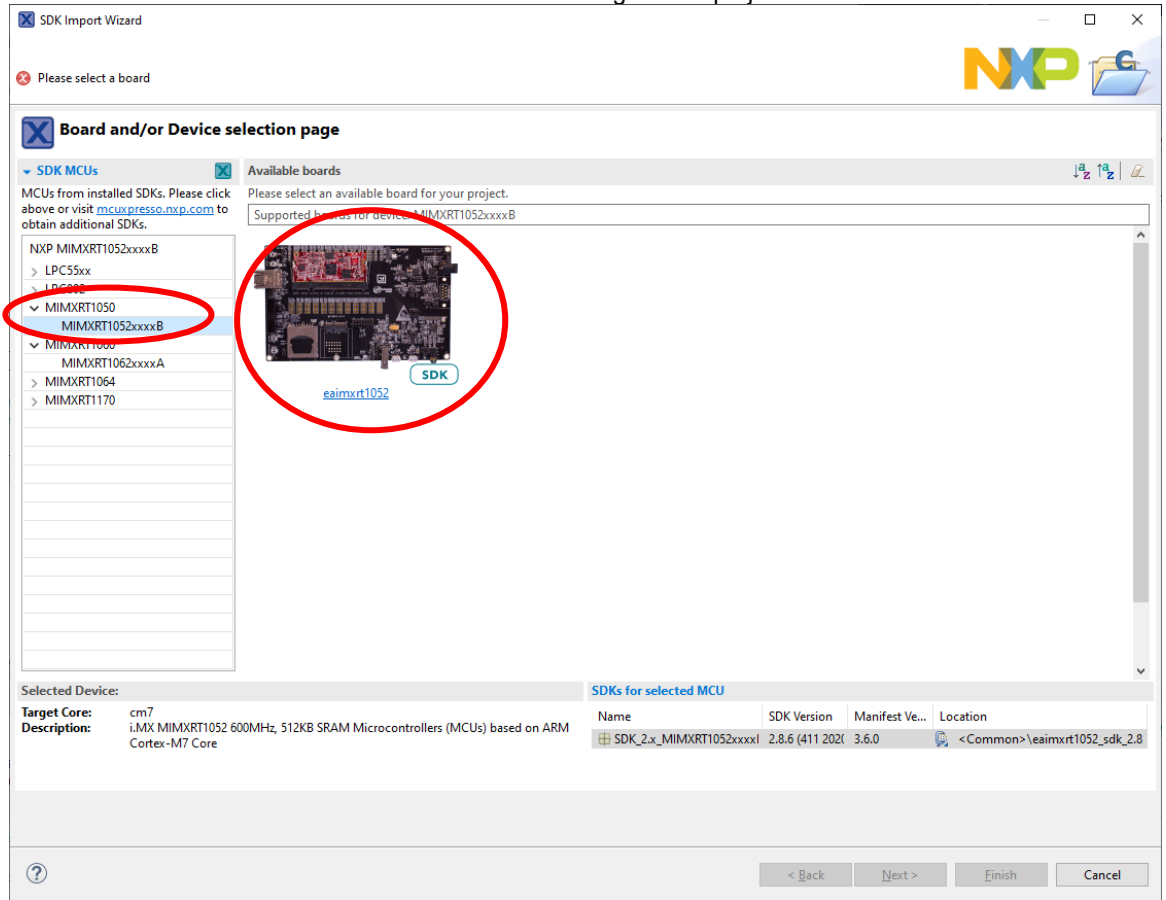 SDK Import Wizard
Please select a board
NXP
Board and/or Device selection page
SDK MCUs
MCUs from installed SDKs. Please click
above or visit mcuxpresso.nxp.com to
obtain additional SDKs.
NXP MIMXRT1052xxxxB
LPC55xx
MIMXRT1050
MIMXRT1052xxxxB
MIMXRT1060
MIMXRT1062xxxxA
MIMXRT1064
MIMXRT1170
Available boards
Please select an available board for your project.
Supported boards for device: MIMXRT1052xxxxB
SDK
eaimxrt1052
Selected Device:
Target Core: cm7
Description: i.MX MIMXRT1052 600MHz, 512KB SRAM Microcontrollers (MCUs) based on ARM
Cortex-M7 Core
SDKs for selected MCU
Name SDK Version Manifest Ve... Location
SDK_2.x_MIMXRT1052xxxxl 2.8.6 (411 202( 3.6.0 <Common>\eaimxrt1052_sdk_2.8
< Back Next > Finish Cancel